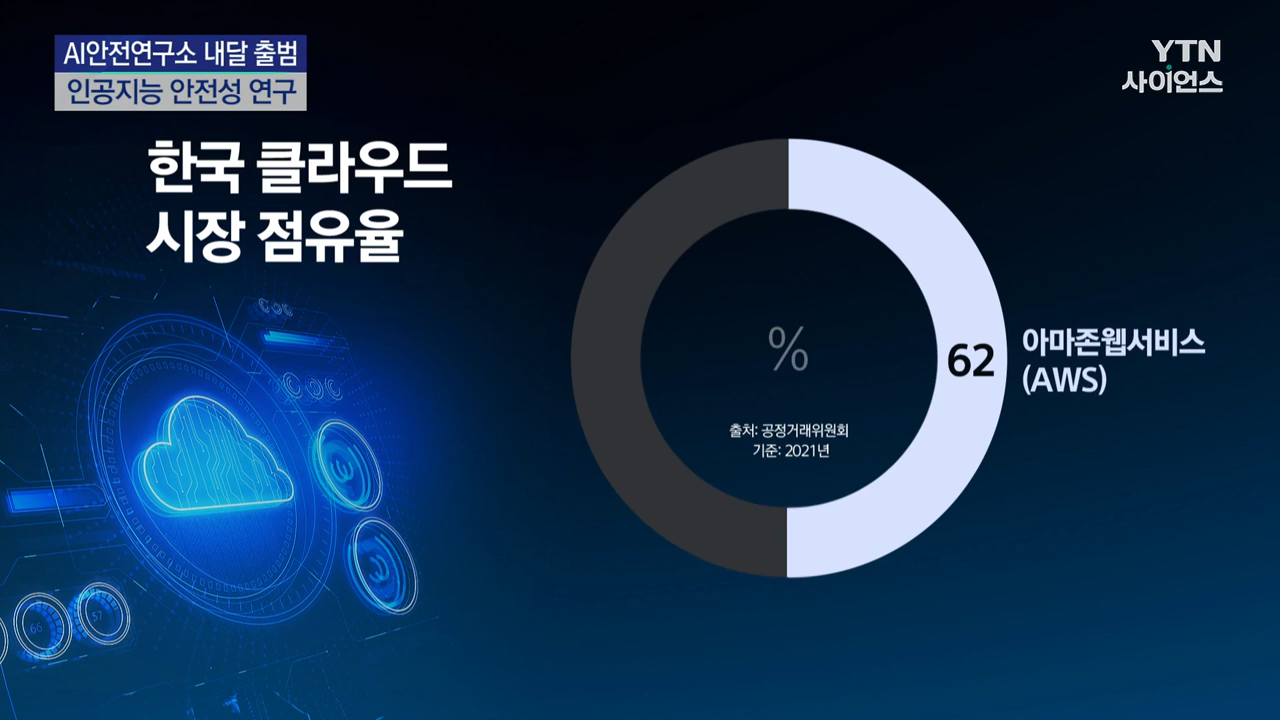 AI안전연구소 내달 출범
인공지능 안전성 연구
YTN
사이언스
한국 클라우드
시장 점유율
%
62
아마존웹서비스
(AWS)
출처: 공정거래위원회
기준: 2021년
66
57